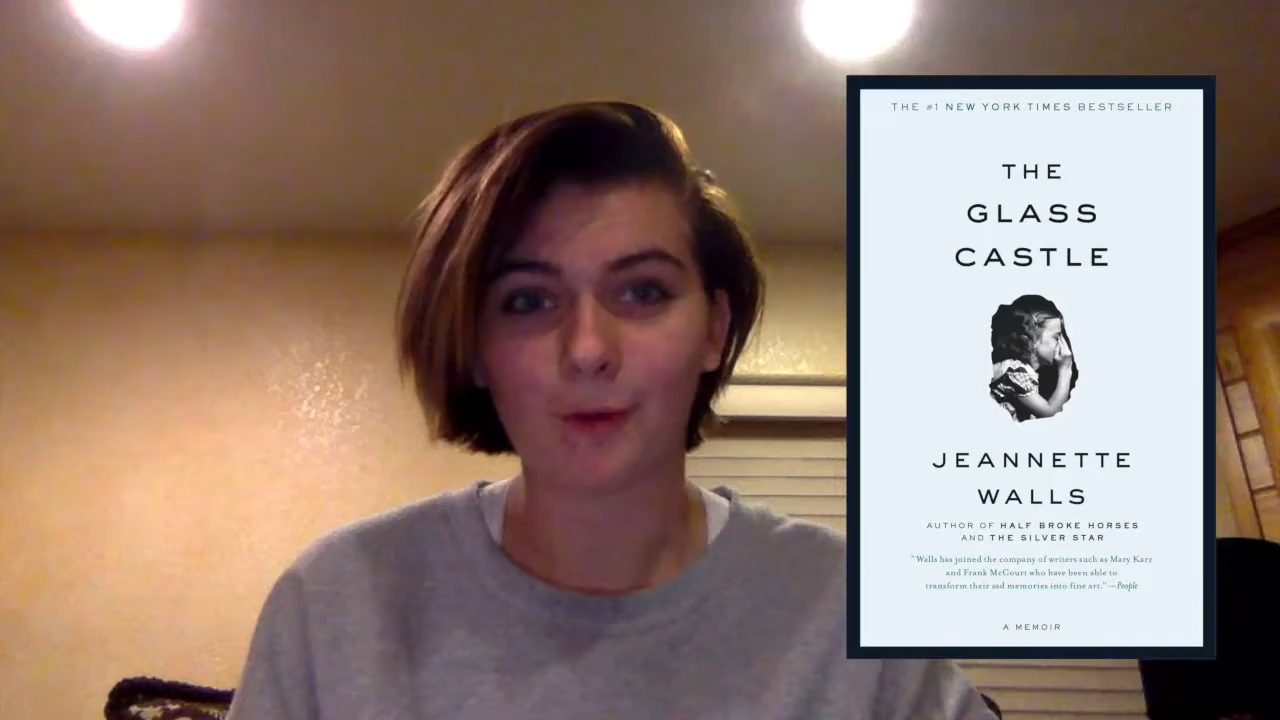 THE #1 NEW YORK TIMES BESTSELLER
THE
GLASS
CASTLE
JEANNETTE
WALLS
AUTHOR OF HALF BROKE HORSES
AND THE SILVER STAR
"Walls has joined the company of writers such as Mary Karr
and Frank McCourt who have been able to
transform their sad memories into fine art." —People
A MEMOIR